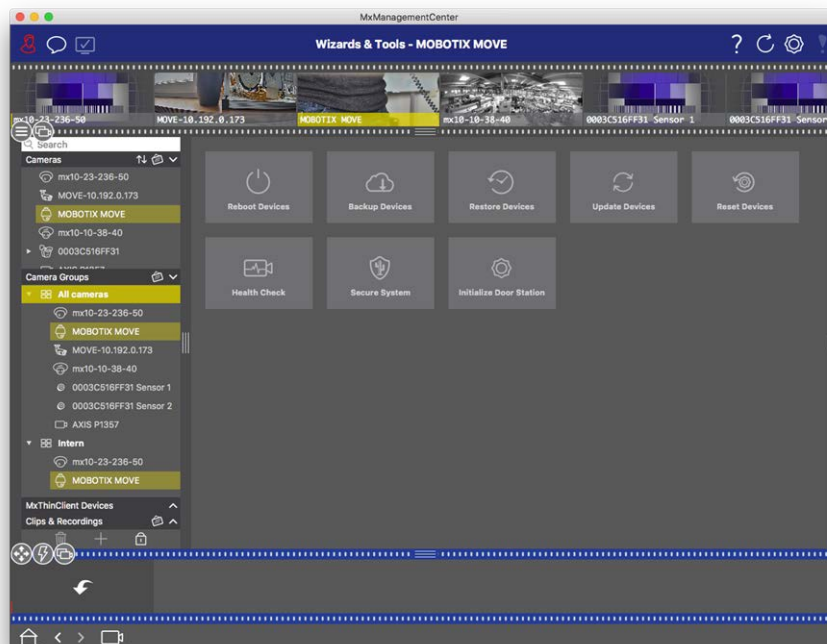 MxManagementCenter
Wizards & Tools - MOBOTIX MOVE
mx10-23-236-50
MOVE-10.192.0.173
MOBOTIX MOVE
mx10-10-38-40
0003C516FF31 Sensor 1
0003C516FF31 Sensor
Search
Cameras
mx10-23-236-50
MOVE-10.192.0.173
MOBOTIX MOVE
mx10-10-38-40
0003C516FF31
AXIS P1357
Camera Groups
All cameras
mx10-23-236-50
MOBOTIX MOVE
MOVE-10.192.0.173
mx10-10-38-40
0003C516FF31 Sensor 1
0003C516FF31 Sensor 2
AXIS P1357
Intern
mx10-23-236-50
MOBOTIX MOVE
MxThinClient Devices
Clips & Recordings
Reboot Devices
Backup Devices
Restore Devices
Update Devices
Reset Devices
Health Check
Secure System
Initialize Door Station